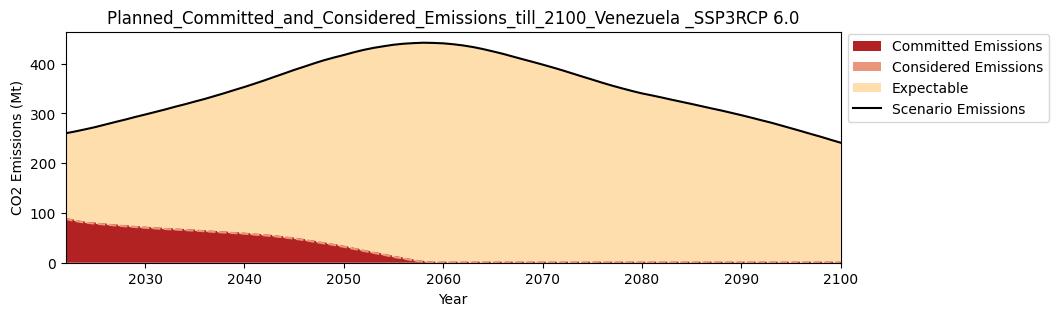 Planned_Committed_and_Considered_Emissions_till_2100_Venezuela _SSP3RCP 6.0
CO2 Emissions (Mt)
400
300
200
100
0
2030 2040 2050 2060 2070 2080 2090 2100
Year
Committed Emissions
Considered Emissions
Expectable
Scenario Emissions